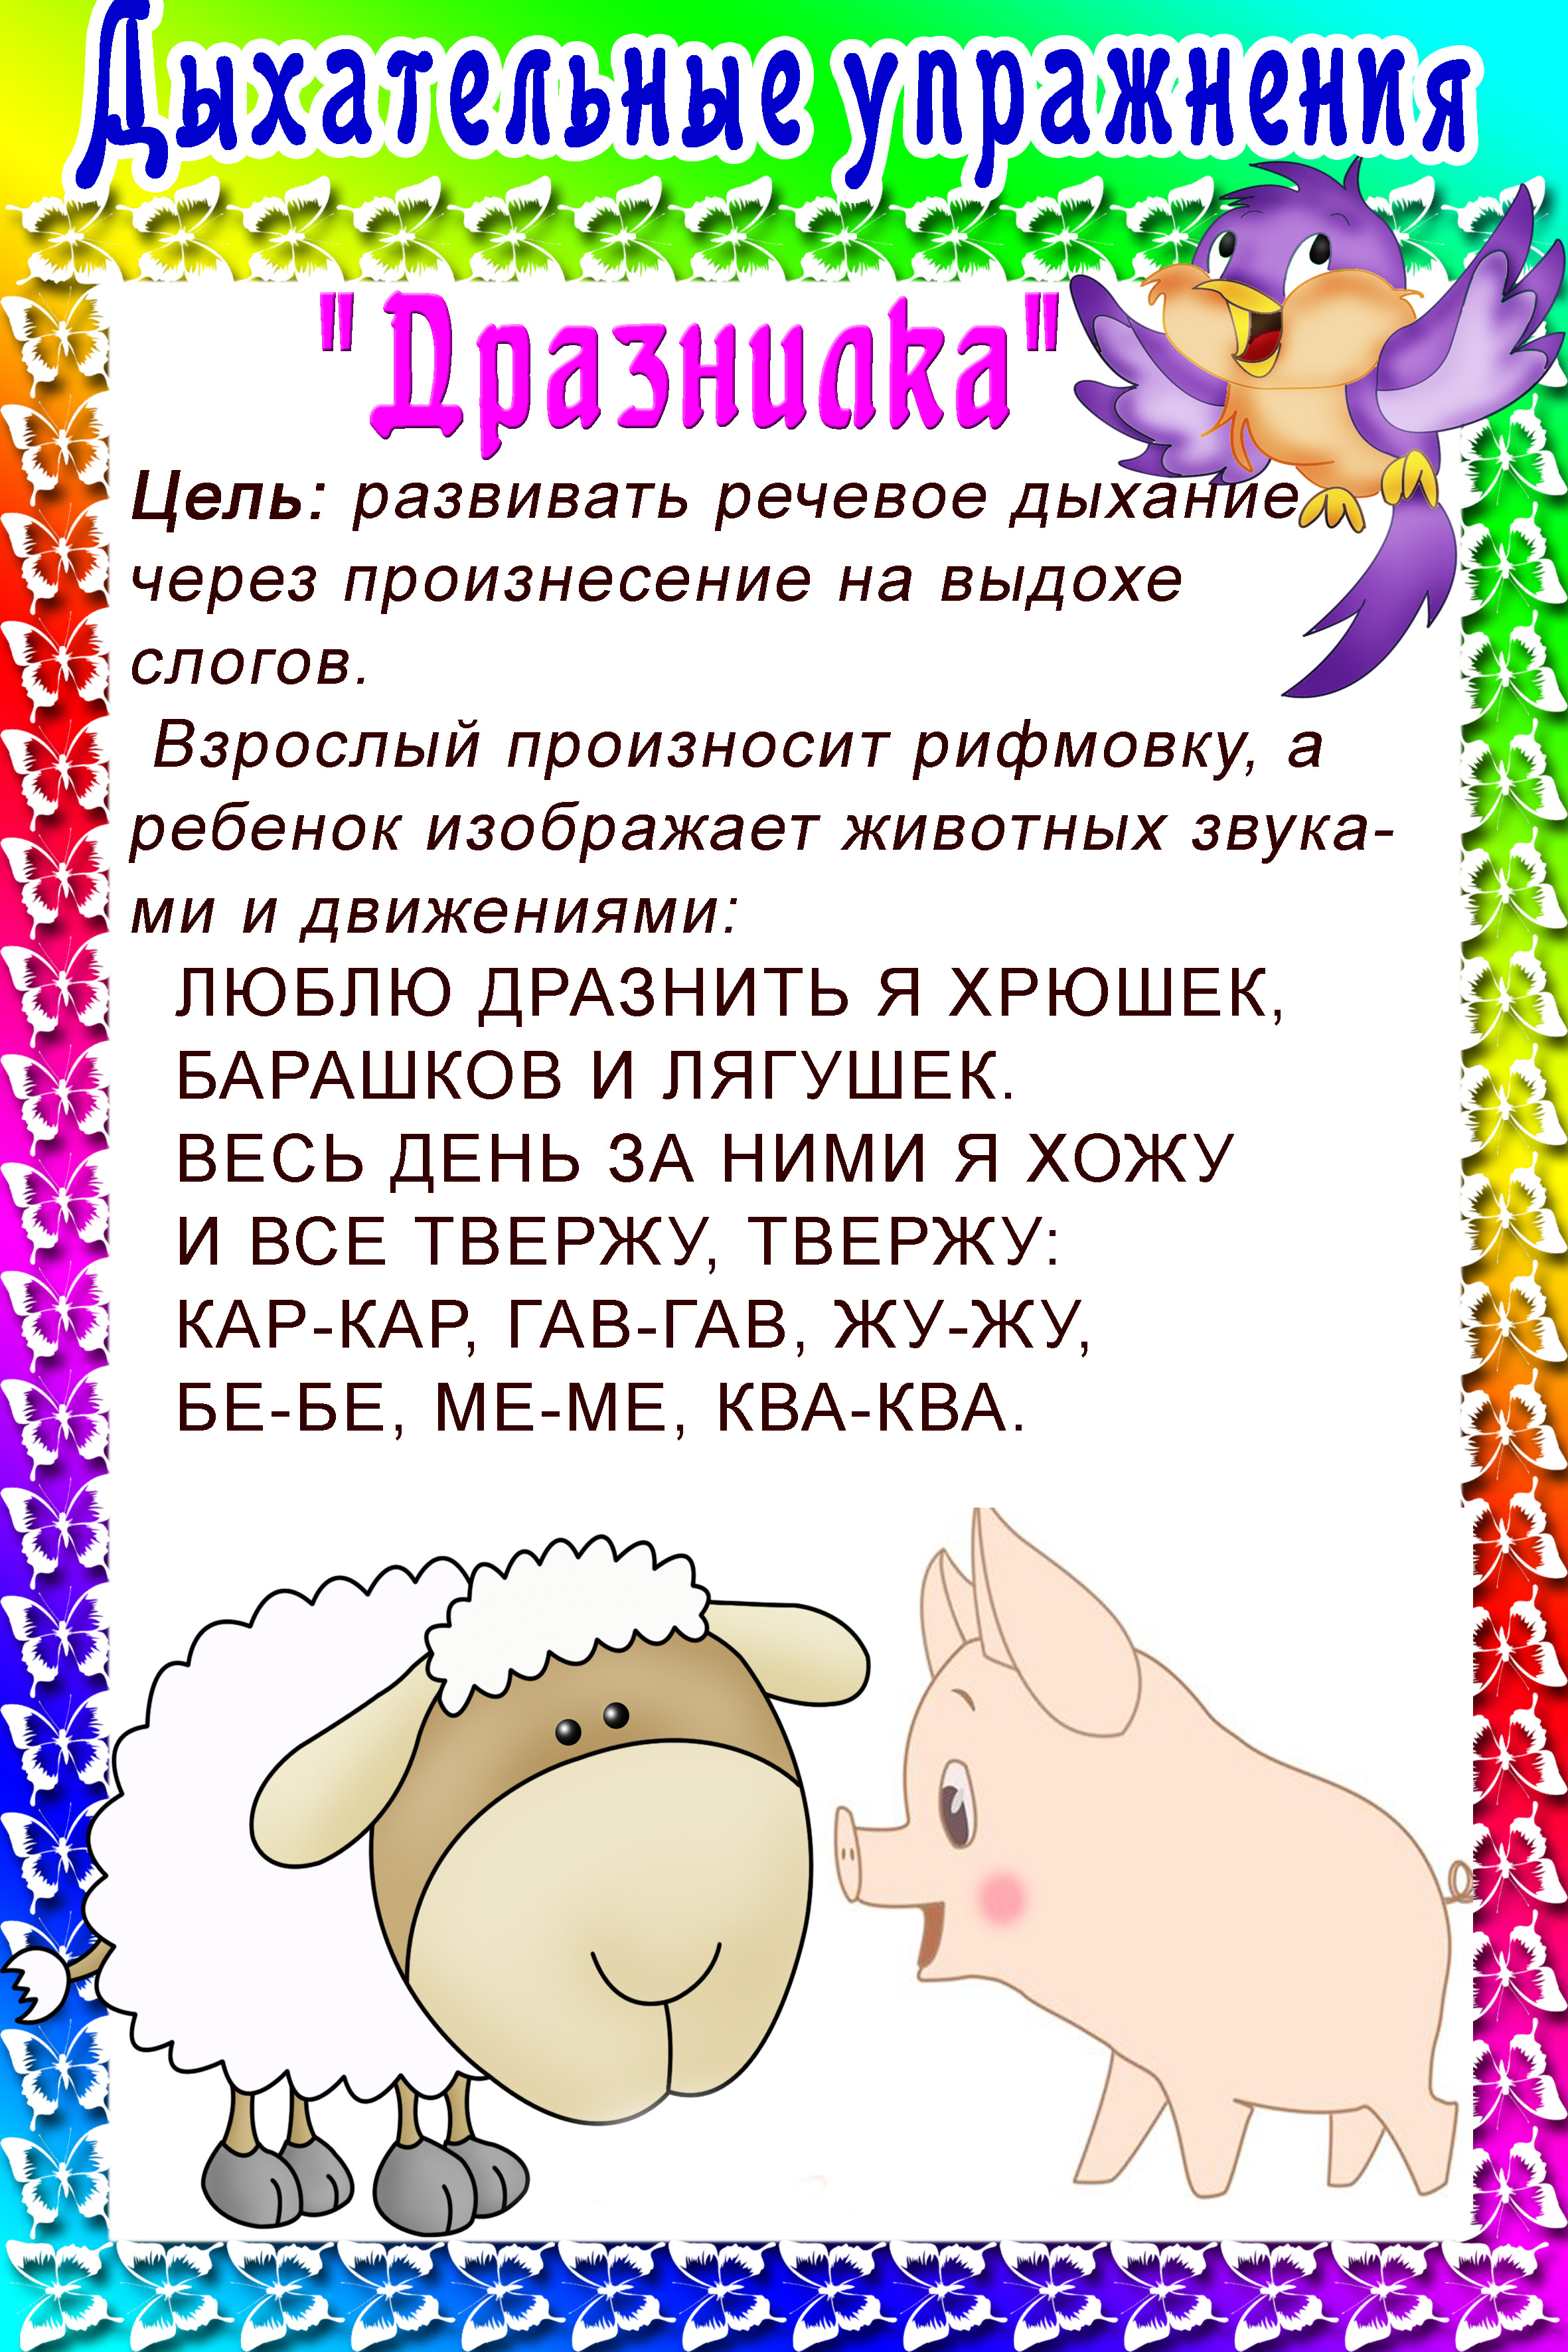 Дыхательные упражнения
"Дразнилка"
Цель: развивать речевое дыхание
через произнесение на выдохе
слогов.
Взрослый произносит рифмовку, а
ребенок изображает животных звука-
ми и движениями:
ЛЮБЛЮ ДРАЗНИТЬ Я ХРЮШЕК,
БАРАШКОВ И ЛЯГУШЕК.
ВЕСЬ ДЕНЬ ЗА НИМИ Я ХОЖУ
И ВСЕ ТВЕРЖУ, ТВЕРЖУ:
КАР-КАР, ГАВ-ГАВ, ЖУ-ЖУ,
БЕ-БЕ, МЕ-МЕ, КВА-КВА.